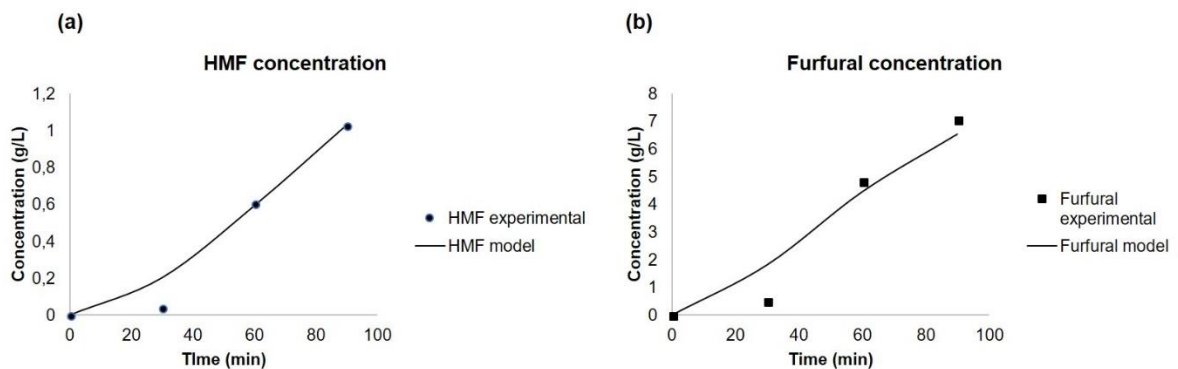 (a)
HMF concentration
Concentration (g/L)
1,2
1
0,8
0,6
0,4
0,2
0
0 20 40 60 80 100
TIme (min)
HMF experimental
HMF model
(b)
Furfural concentration
Concentration (g/L)
8
7
6
5
4
3
2
1
0
0 20 40 60 80 100
Time (min)
Furfural
experimental
Furfural model